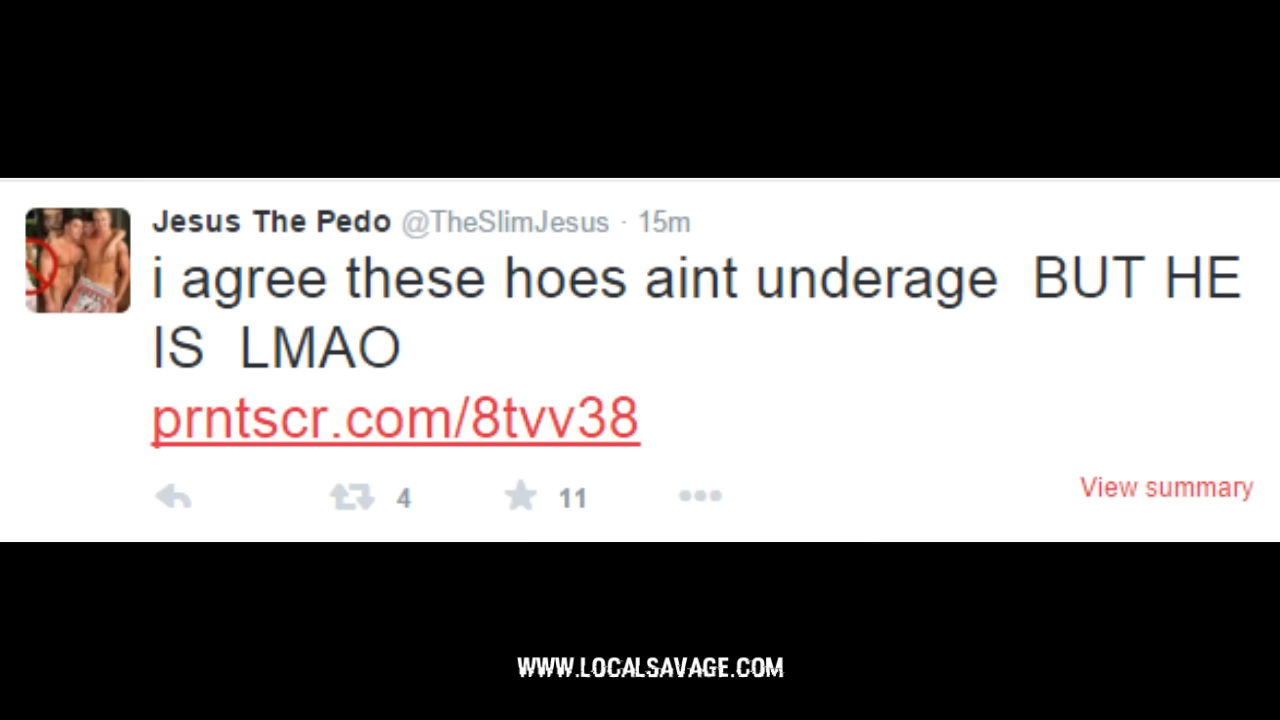 Jesus The Pedo @TheSlimJesus · 15m
i agree these hoes aint underage BUT HE
IS LMAO
prntscr.com/8tvv38
4 11
View summary
WWW.LOCALSAVAGE.COM